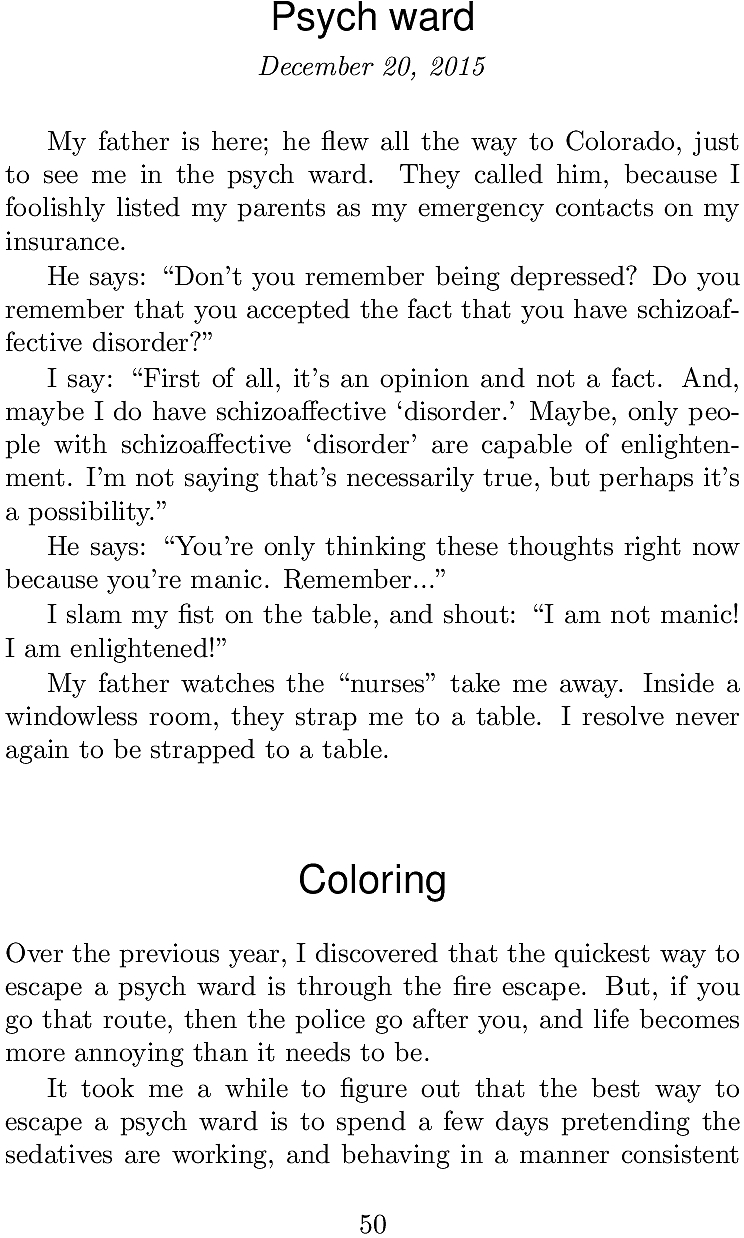 Psych ward
December 20, 2015
My father is here; he flew all the way to Colorado, just
to see me in the psych ward. They called him, because I
foolishly listed my parents as my emergency contacts on my
insurance.
He says: “Don’t you remember being depressed? Do you
remember that you accepted the fact that you have schizoaf-
fective disorder?”
I say: “First of all, it’s an opinion and not a fact. And,
maybe I do have schizoaffective ‘disorder.’ Maybe, only peo-
ple with schizoaffective ‘disorder’ are capable of enlighten-
ment. I’m not saying that’s necessarily true, but perhaps it’s
a possibility.”
He says: “You’re only thinking these thoughts right now
because you’re manic. Remember...”
I slam my fist on the table, and shout: “I am not manic!
I am enlightened!”
My father watches the “nurses” take me away. Inside a
windowless room, they strap me to a table. I resolve never
again to be strapped to a table.
Coloring
Over the previous year, I discovered that the quickest way to
escape a psych ward is through the fire escape. But, if you
go that route, then the police go after you, and life becomes
more annoying than it needs to be.
It took me a while to figure out that the best way to
escape a psych ward is to spend a few days pretending the
sedatives are working, and behaving in a manner consistent
50